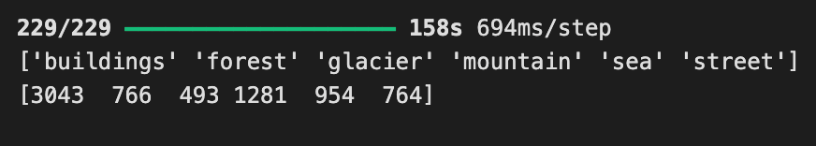 229/229 ━━━━━━━━━━━━━━━━━━━━ 158s 694ms/step
['buildings' 'forest' 'glacier' 'mountain' 'sea' 'street']
[3043  766  493 1281  954  764]